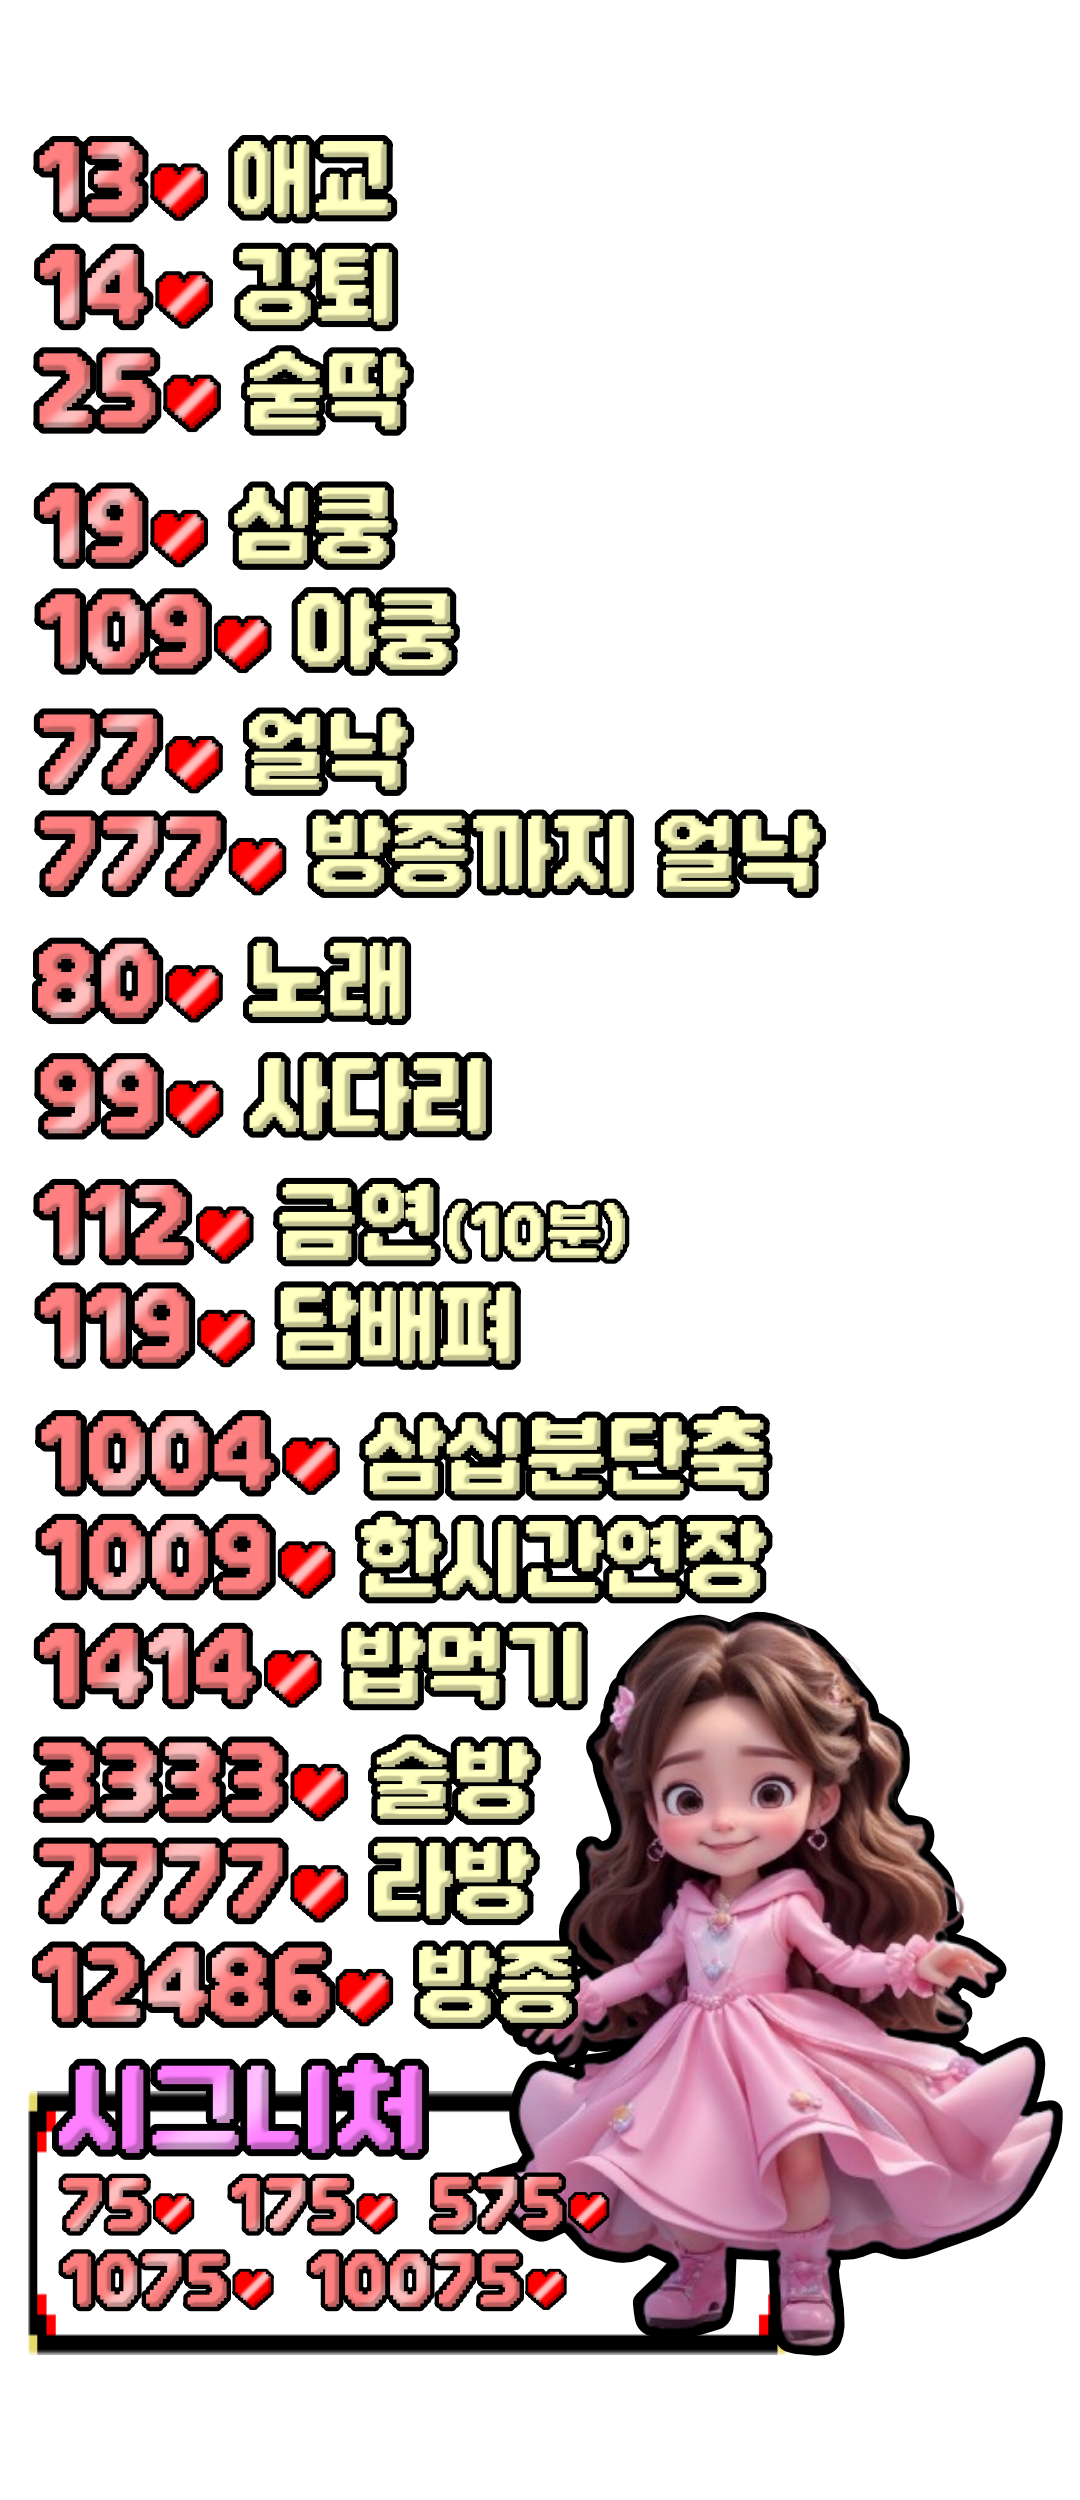 13♥ 애교
14♥ 강퇴
25♥ 술딱
19♥ 심쿵
109♥ 야쿵
77♥ 얼낙
777♥ 방종까지 얼낙
80♥ 노래
99♥ 사다리
112♥ 금연(10분)
119♥ 담배펴
1004♥ 삼십분단축
1009♥ 한시간연장
1414♥ 밥먹기
3333♥ 술방
7777♥ 라방
12486♥ 방종
시그니처
75♥ 175♥ 575♥
1075♥ 10075♥